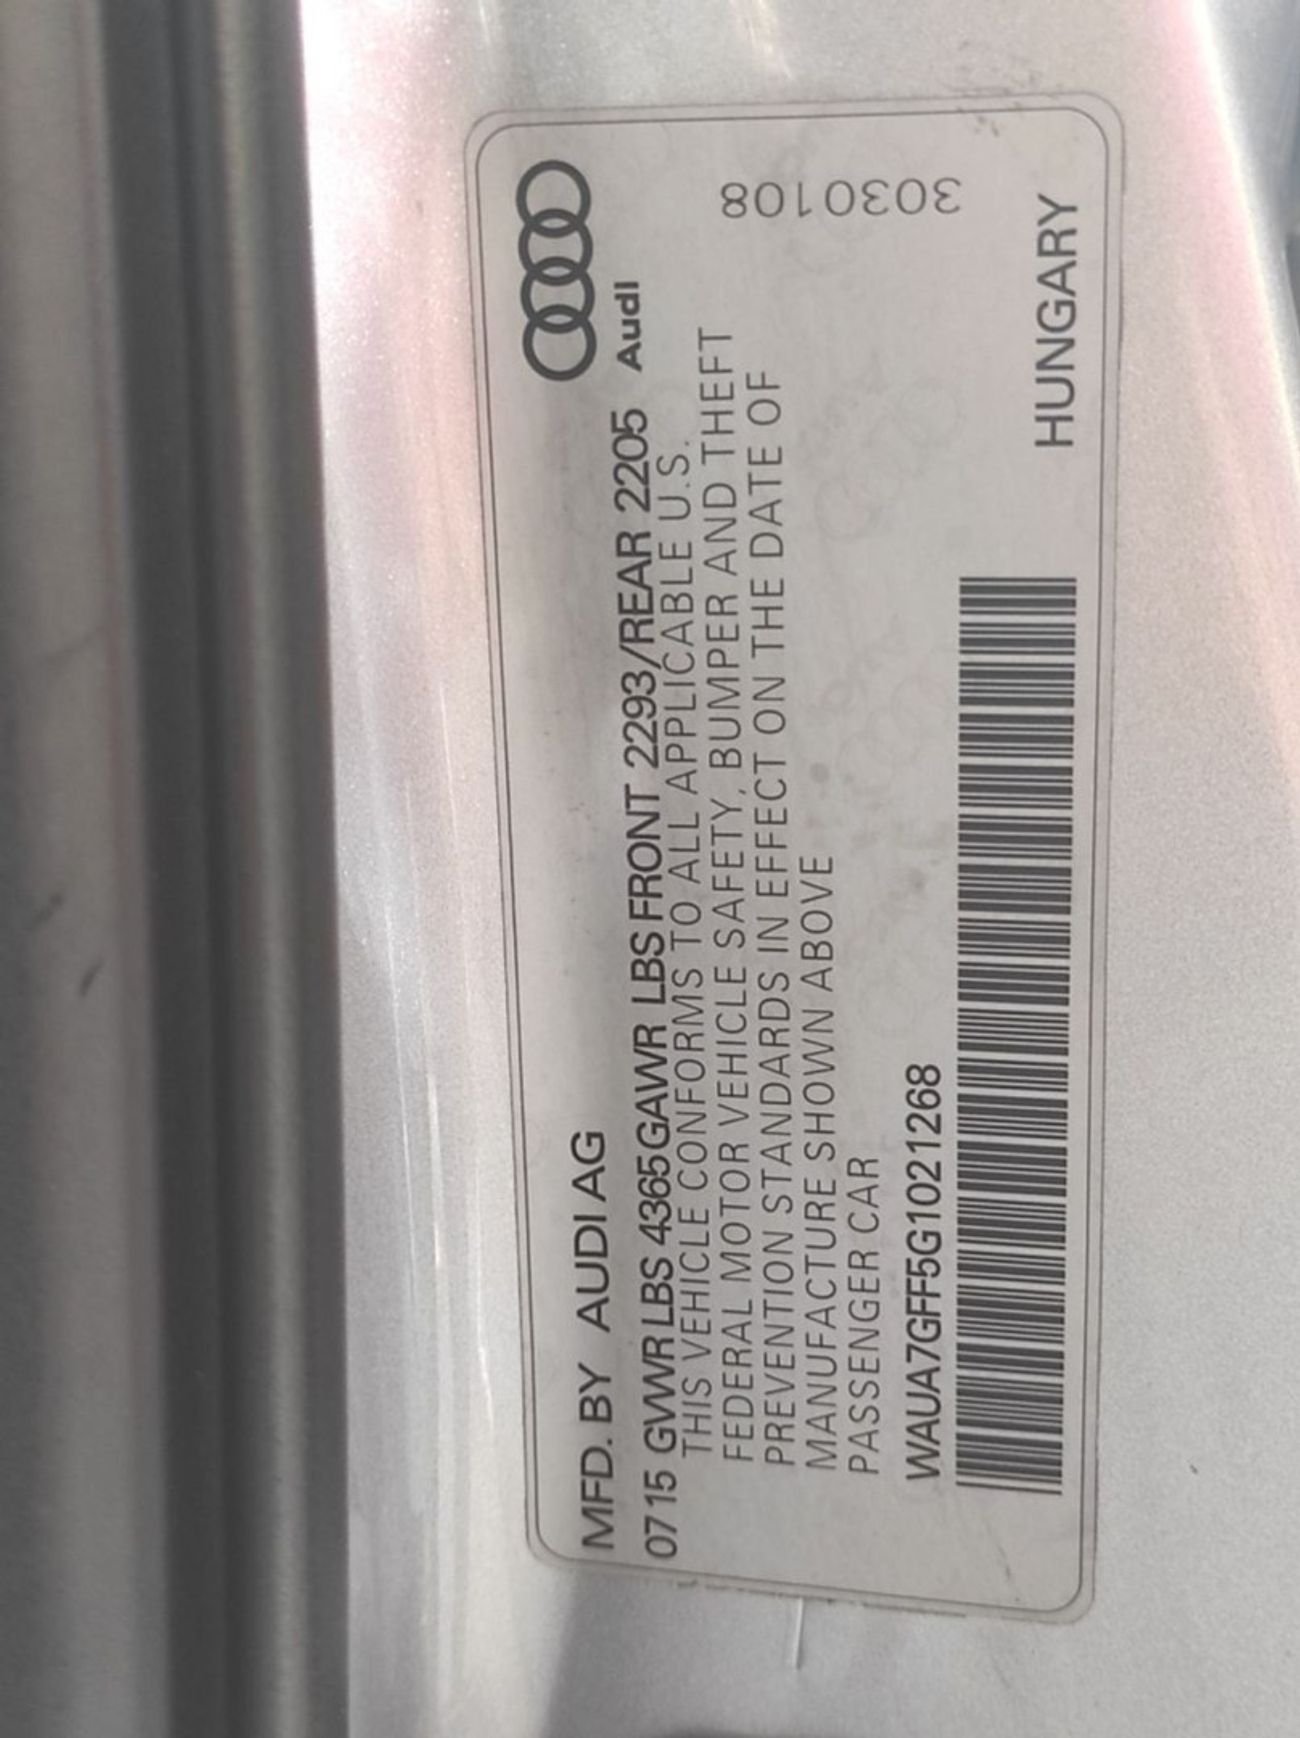 MFD. BY AUDI AG
Audi
07 15 GVWR LBS 4365 GAWR LBS FRONT 2293/REAR 2205
THIS VEHICLE CONFORMS TO ALL APPLICABLE U.S.
FEDERAL MOTOR VEHICLE SAFETY, BUMPER AND THEFT
PREVENTION STANDARDS IN EFFECT ON THE DATE OF
MANUFACTURE SHOWN ABOVE
PASSENGER CAR
3030108
WAUA7GFF5G1021268
HUNGARY